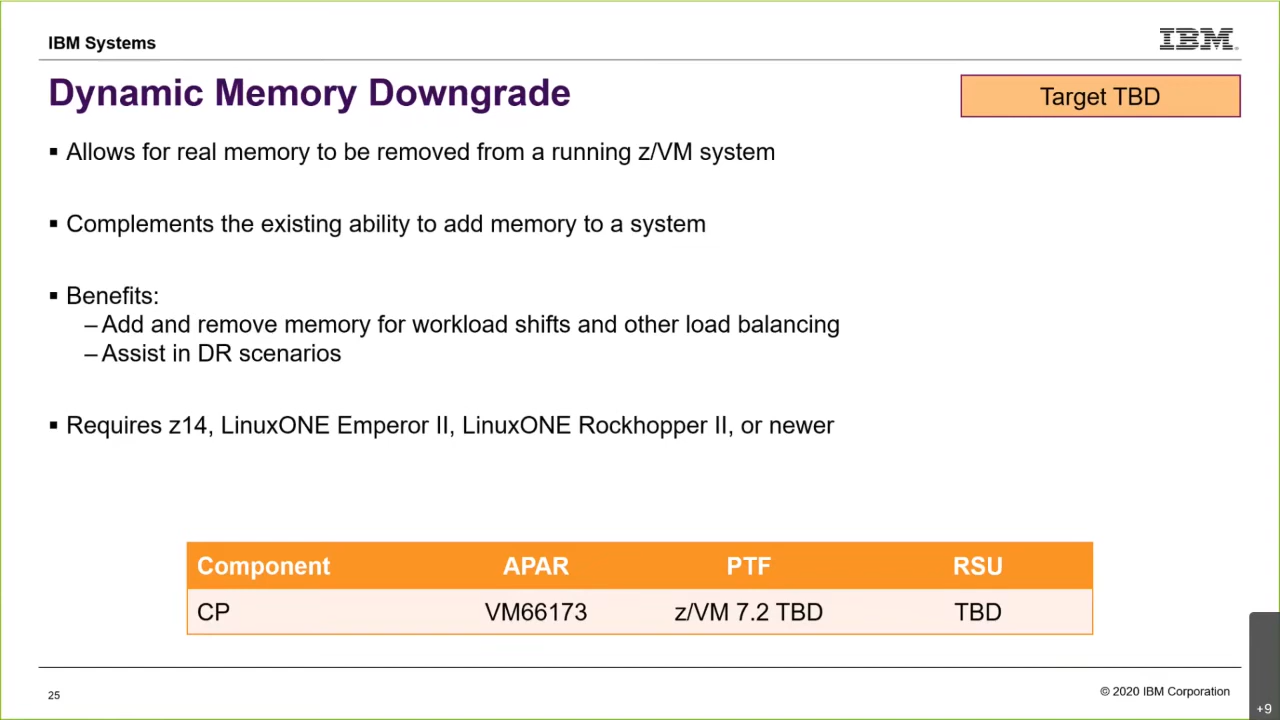 IBM Systems
IBM
Dynamic Memory Downgrade
Target TBD
▪ Allows for real memory to be removed from a running z/VM system
▪ Complements the existing ability to add memory to a system
▪ Benefits:
–Add and remove memory for workload shifts and other load balancing
–Assist in DR scenarios
▪ Requires z14, LinuxONE Emperor II, LinuxONE Rockhopper II, or newer
Component APAR PTF RSU
CP VM66173 z/VM 7.2 TBD TBD
25
© 2020 IBM Corporation
+9